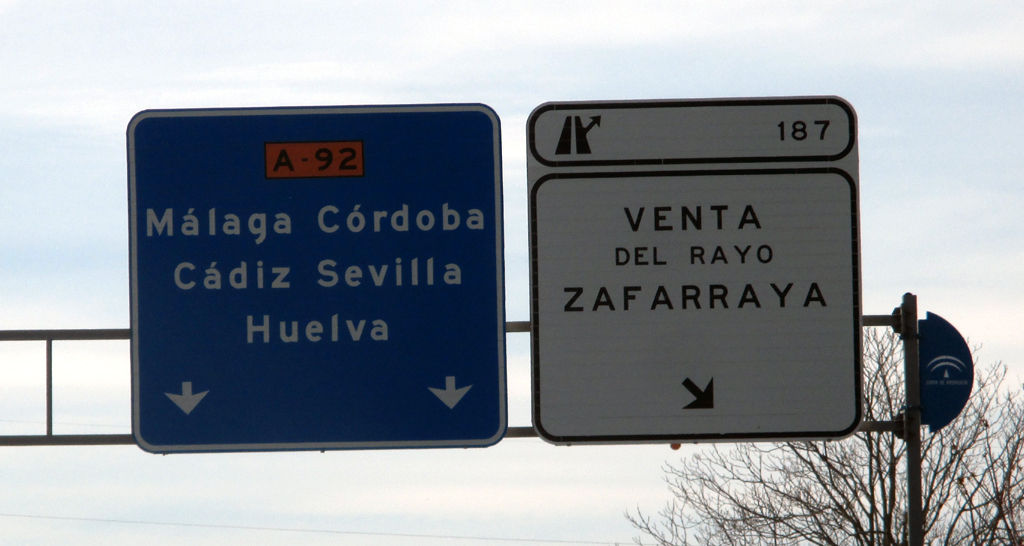 A-92
Málaga Córdoba
Cádiz Sevilla
Huelva
187
VENTA
DEL RAYO
ZAFARRAYA